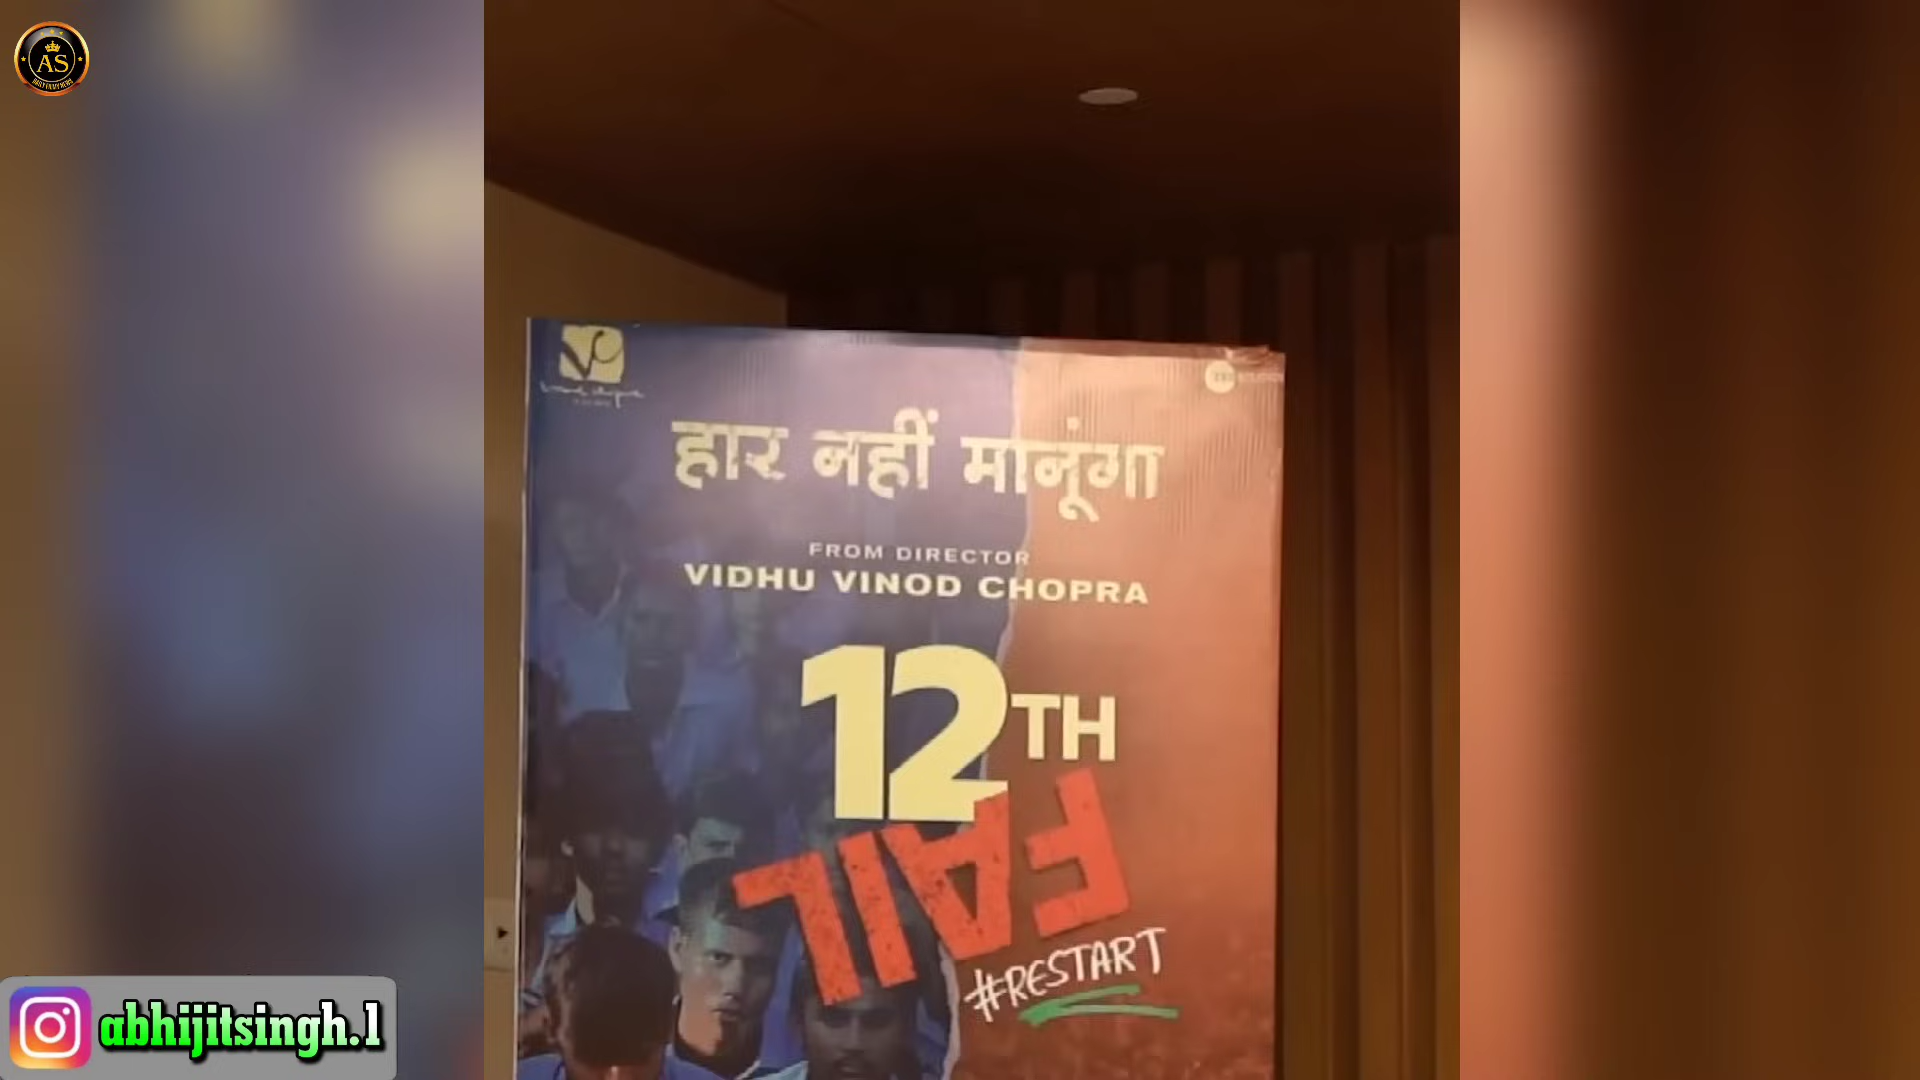 AS
हार नहीं मानूंगा
FROM DIRECTOR
VIDHU VINOD CHOPRA
12TH
FAIL
#RESTART
abhijitsingh.1